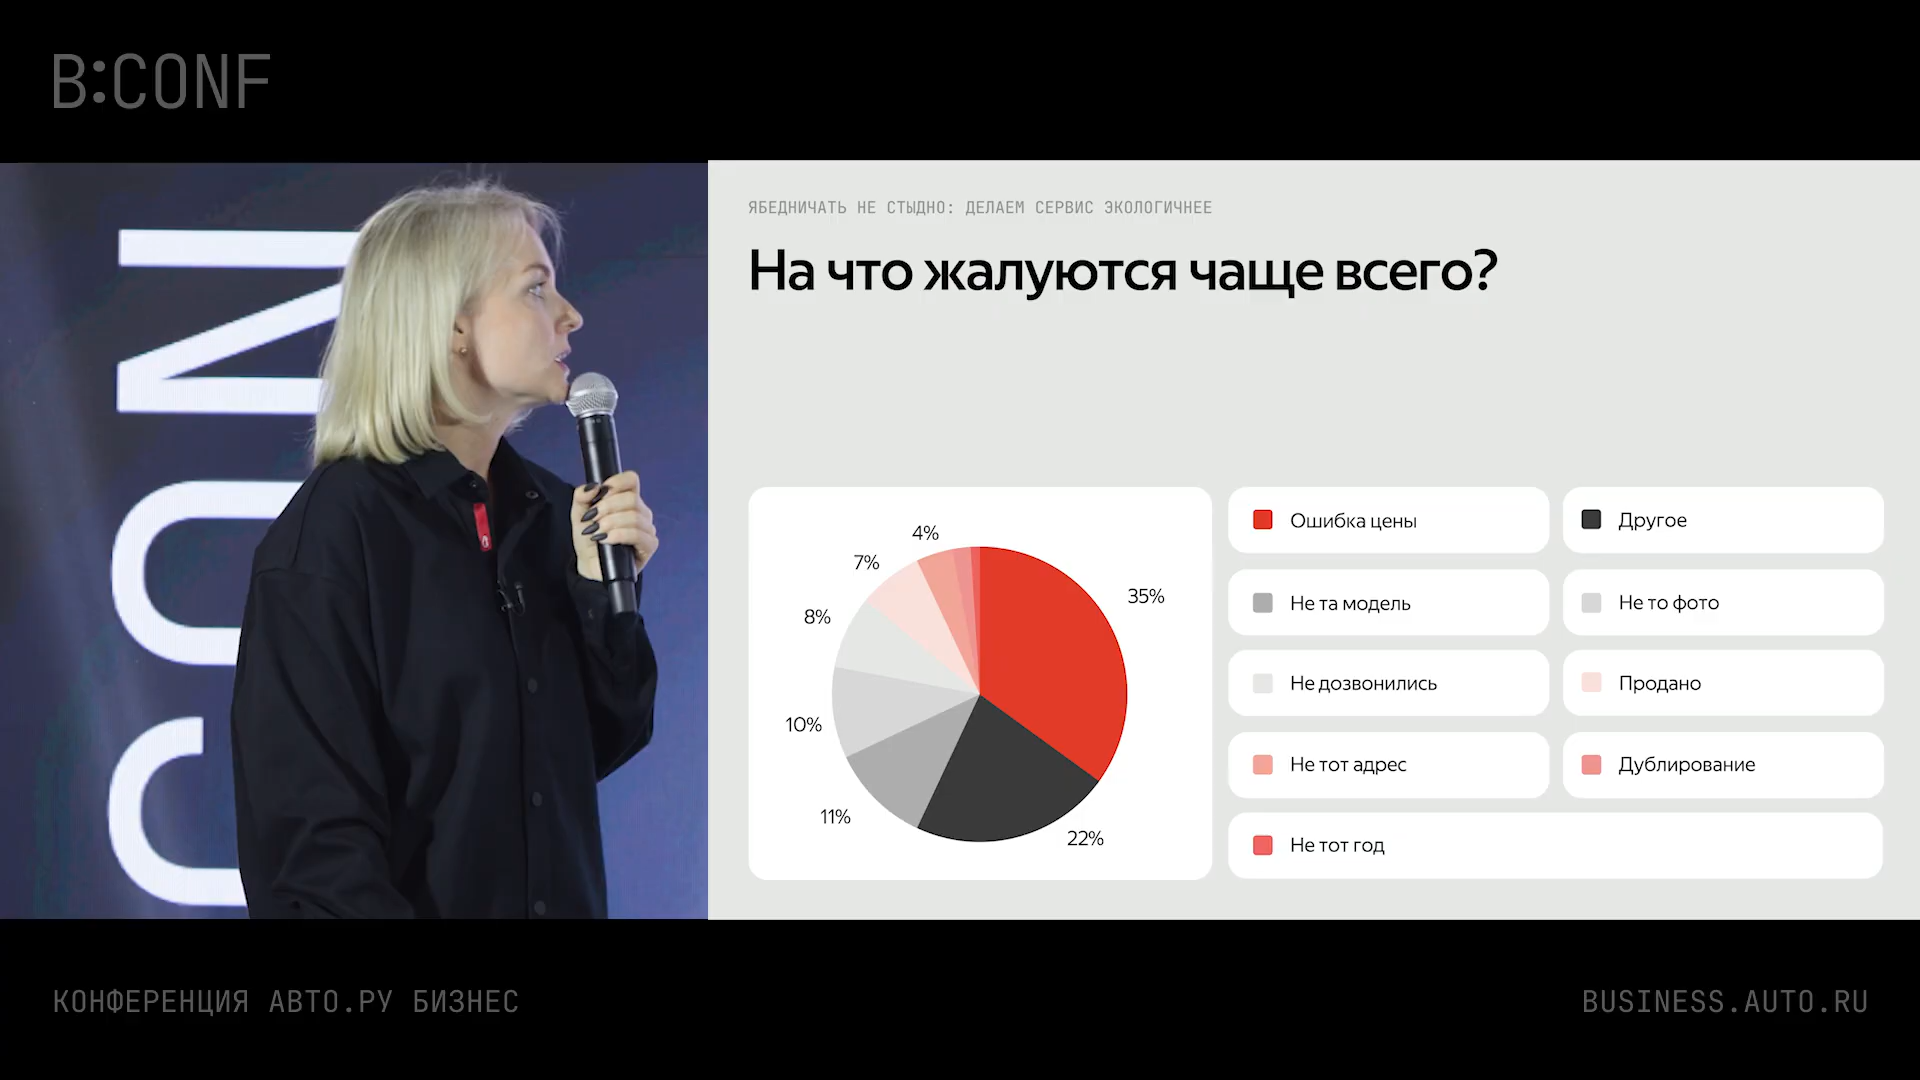 B:CONF
CON
ЯБЕДНИЧАТЬ НЕ СТЫДНО: ДЕЛАЕМ СЕРВИС ЭКОЛОГИЧНЕЕ
На что жалуются чаще всего?
4%
7%
8%
10%
11%
22%
35%
Ошибка цены
Другое
Не та модель
Не то фото
Не дозвонились
Продано
Не тот адрес
Дублирование
Не тот год
КОНФЕРЕНЦИЯ АВТО.РУ БИЗНЕС
BUSINESS.AUTO.RU